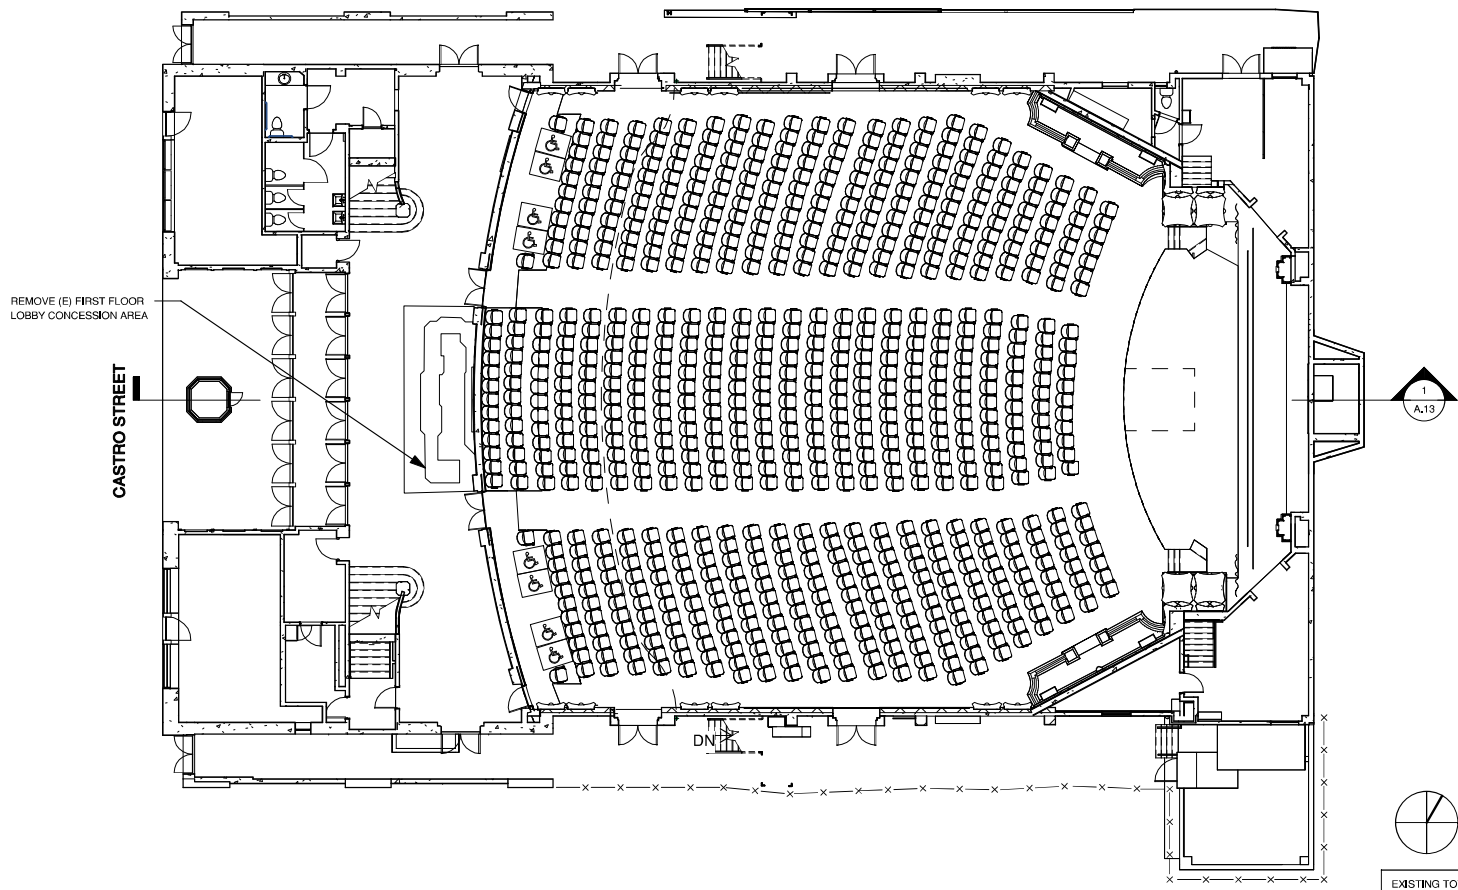 REMOVE (E) FIRST FLOOR
LOBBY CONCESSION AREA
CASTRO STREET
1
A.13
DN
EXISTING TO